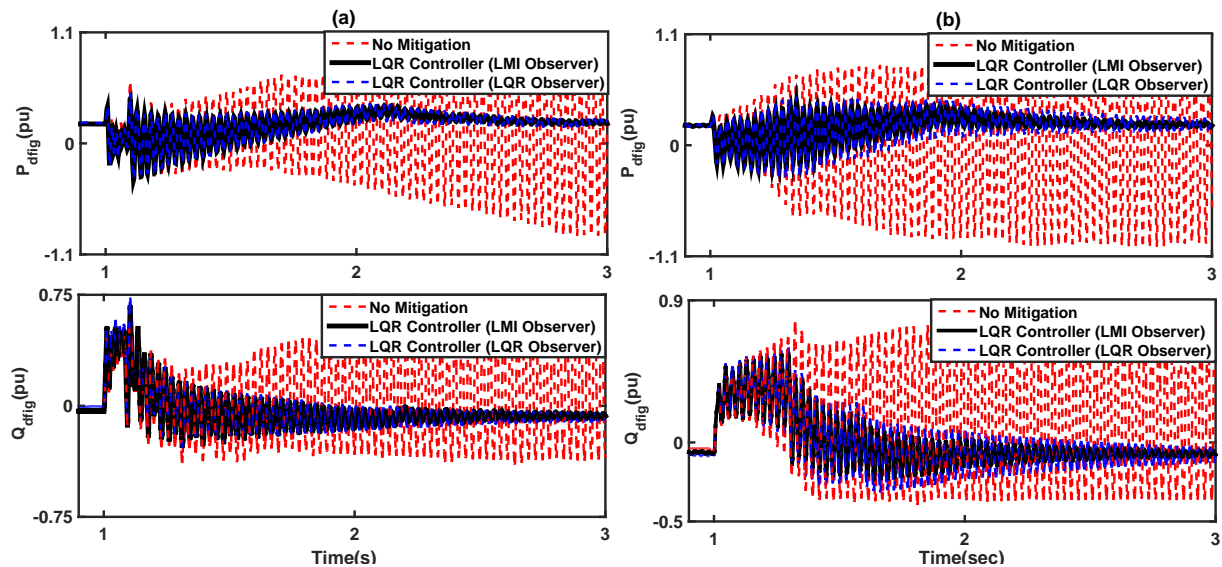 (a)
1.1
0
-1.1
P_dfig(pu)
No Mitigation
LQR Controller (LMI Observer)
LQR Controller (LQR Observer)
1 2 3
(b)
1.1
0
-1.1
P_dfig(pu)
No Mitigation
LQR Controller (LMI Observer)
LQR Controller (LQR Observer)
1 2 3
0.75
0
-0.75
Q_dfig(pu)
No Mitigation
LQR Controller (LMI Observer)
LQR Controller (LQR Observer)
1 2 3
Time(s)
0.9
0
-0.5
Q_dfig(pu)
No Mitigation
LQR Controller (LMI Observer)
LQR Controller (LQR Observer)
1 2 3
Time(sec)